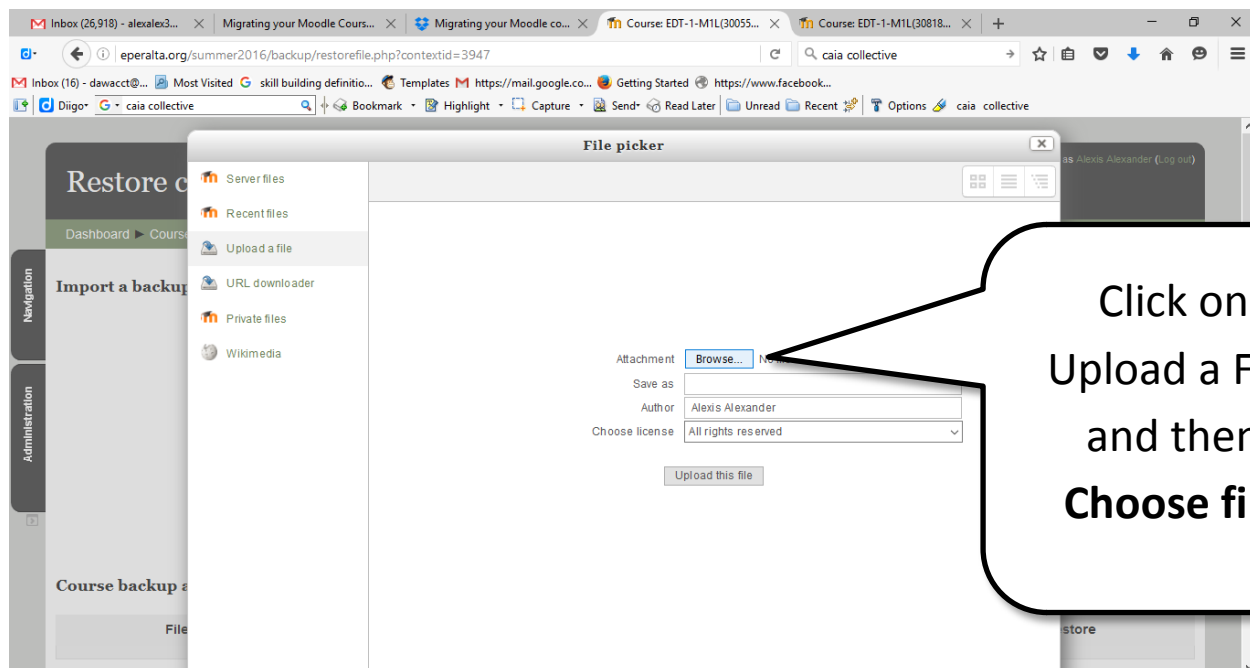 Inbox (26,918) - alexalex3...
Migrating your Moodle Cours...
Migrating your Moodle co...
Course: EDT-1-M1L(30055...
Course: EDT-1-M1L(30818...
eperalta.org/summer2016/backup/restorefile.php?contextid=3947
caia collective
Inbox (16) - dawacct@...
Most Visited
skill building definitio...
Templates
https://mail.google.co...
Getting Started
https://www.facebook...
Diigo
caia collective
Bookmark
Highlight
Capture
Send
Read Later
Unread
Recent
Options
caia collective
File picker
as Alexis Alexander (Log out)
Restore c
Server files
Recent files
Dashboard ► Cours
Upload a file
Navigation
Import a backup
URL downloader
Private files
Wikimedia
Click on
Upload a F
and then
Choose fi
Attachment Browse... No
Save as
Author Alexis Alexander
Choose license All rights reserved
Administration
Upload this file
Course backup a
File
store